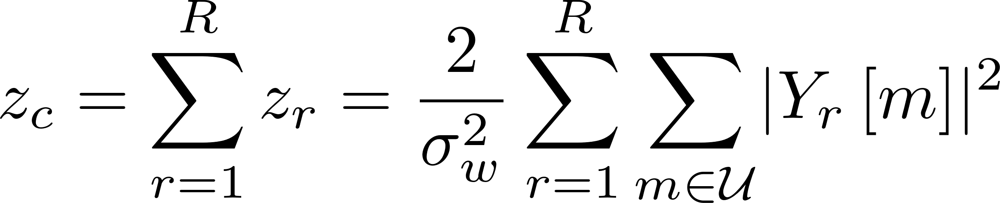 z_c = \sum_{r=1}^{R} z_r = \frac{2}{\sigma_w^2} \sum_{r=1}^{R} \sum_{m \in \mathcal{U}} |Y_r [m]|^2